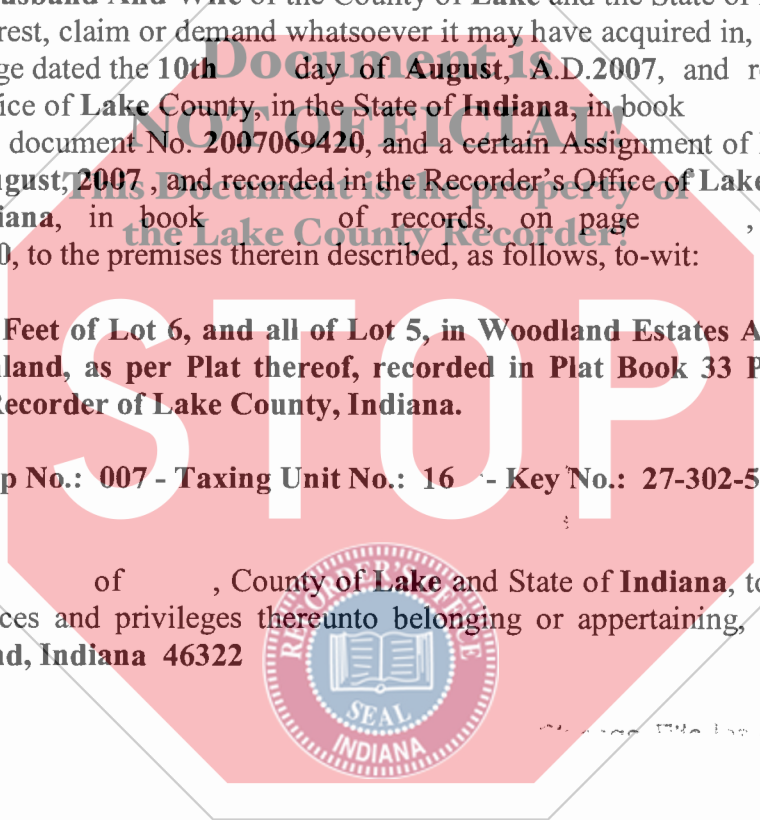 usband And Wife of the County of Lake and the State of
erest, claim or demand whatsoever it may have acquired in,
ge dated the 10th day of August, A.D.2007, and r
ice of Lake County, in the State of Indiana, in book
document No. 2007069420, and a certain Assignment of
ugust, 2007 , and recorded in the Recorder's Office of Lake
iana, in book of records, on page ,
0, to the premises therein described, as follows, to-wit:
Document is
NOT OFFICIAL!
This Document is the property of
the Lake County Recorder!
Feet of Lot 6, and all of Lot 5, in Woodland Estates A
land, as per Plat thereof, recorded in Plat Book 33 P
Recorder of Lake County, Indiana.
STOP
p No.: 007 - Taxing Unit No.: 16 - Key No.: 27-302-5
of , County of Lake and State of Indiana, to
ces and privileges thereunto belonging or appertaining,
nd, Indiana 46322
RECORDER'S OFFICE
SEAL
INDIANA